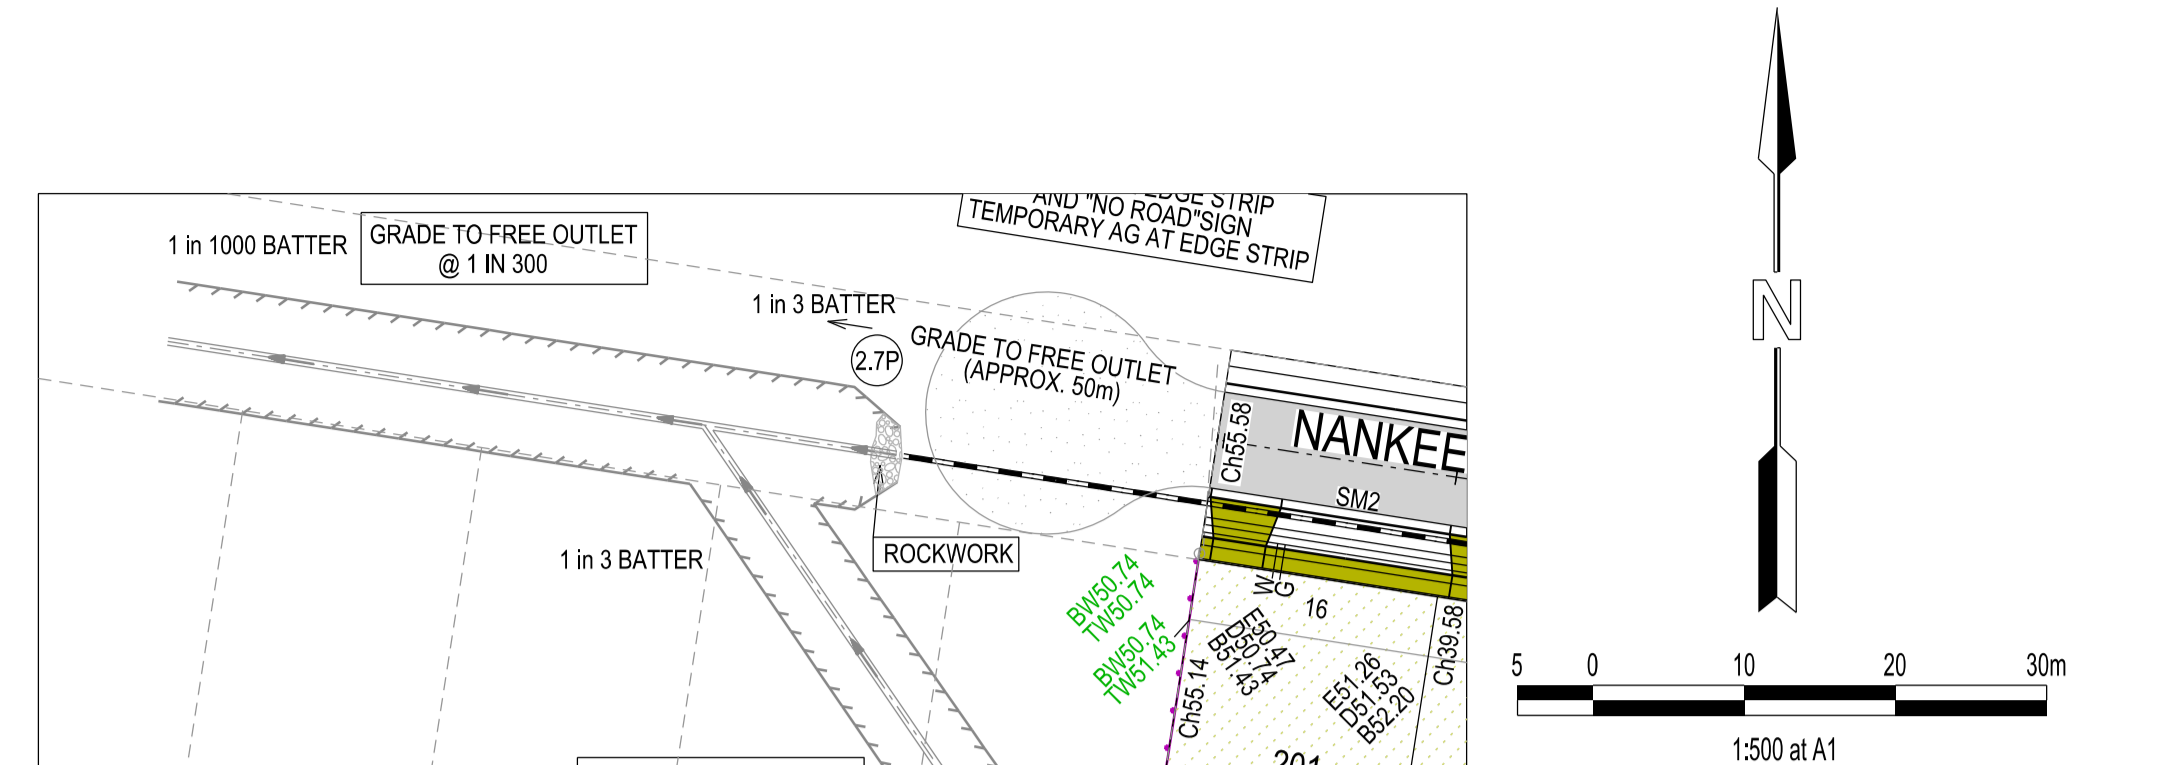 EDGE STRIP
AND "NO ROAD"SIGN
TEMPORARY AG AT EDGE STRIP
1 in 1000 BATTER
GRADE TO FREE OUTLET
@ 1 IN 300
1 in 3 BATTER
2.7P
GRADE TO FREE OUTLET
(APPROX. 50m)
Ch55.58
NANKEE
SM2
ROCKWORK
1 in 3 BATTER
BW50.74
TW50.74
BW50.74
TW51.43
W
G
16
E50.47
D50.74
B51.43
E51.26
D51.53
B52.20
Ch39.58
Ch55.14
201
N
5 0 10 20 30m
1:500 at A1